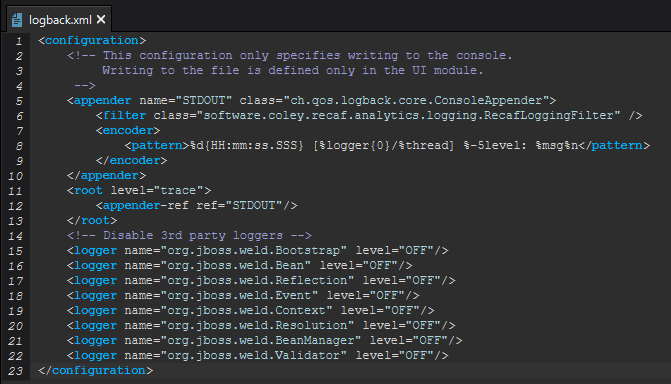 logback.xml
1 <configuration>
2     <!-- This configuration only specifies writing to the console.
3          Writing to the file is defined only in the UI module.
4      -->
5     <appender name="STDOUT" class="ch.qos.logback.core.ConsoleAppender">
6         <filter class="software.coley.recaf.analytics.logging.RecafLoggingFilter" />
7         <encoder>
8             <pattern>%d{HH:mm:ss.SSS} [%logger{0}/%thread] %-5level: %msg%n</pattern>
9         </encoder>
10     </appender>
11     <root level="trace">
12         <appender-ref ref="STDOUT"/>
13     </root>
14     <!-- Disable 3rd party loggers -->
15     <logger name="org.jboss.weld.Bootstrap" level="OFF"/>
16     <logger name="org.jboss.weld.Bean" level="OFF"/>
17     <logger name="org.jboss.weld.Reflection" level="OFF"/>
18     <logger name="org.jboss.weld.Event" level="OFF"/>
19     <logger name="org.jboss.weld.Context" level="OFF"/>
20     <logger name="org.jboss.weld.Resolution" level="OFF"/>
21     <logger name="org.jboss.weld.BeanManager" level="OFF"/>
22     <logger name="org.jboss.weld.Validator" level="OFF"/>
23 </configuration>